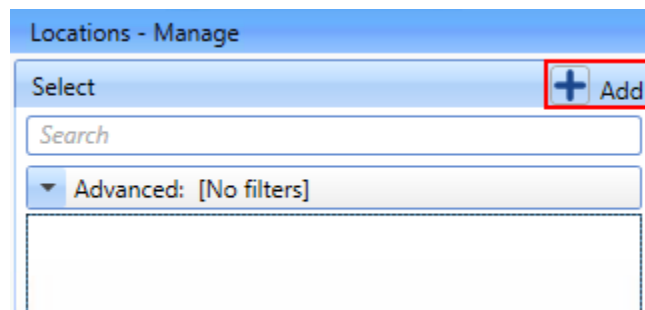 Locations - Manage
Select
Add
Search
Advanced: [No filters]